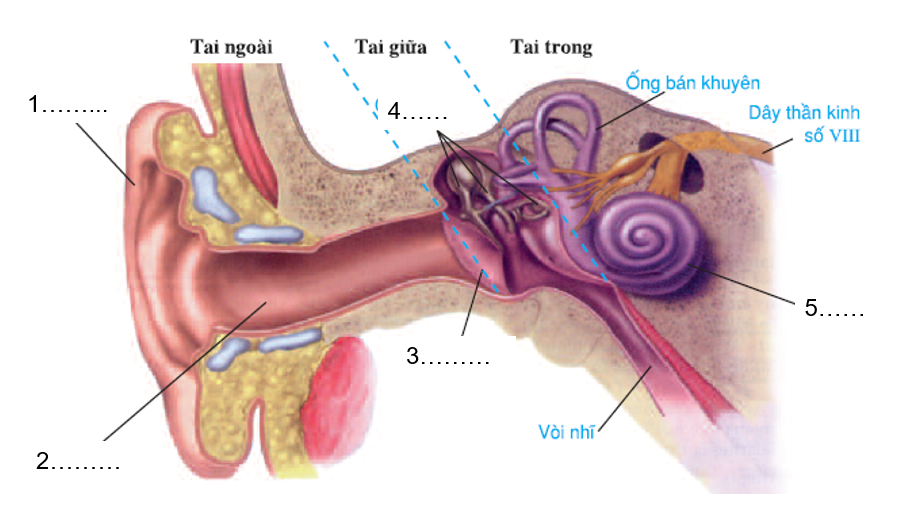 Tai ngoài
Tai giữa
Tai trong
1………..
4……
Ống bán khuyên
Dây thần kinh
số VIII
5……
3………
Vòi nhĩ
2………